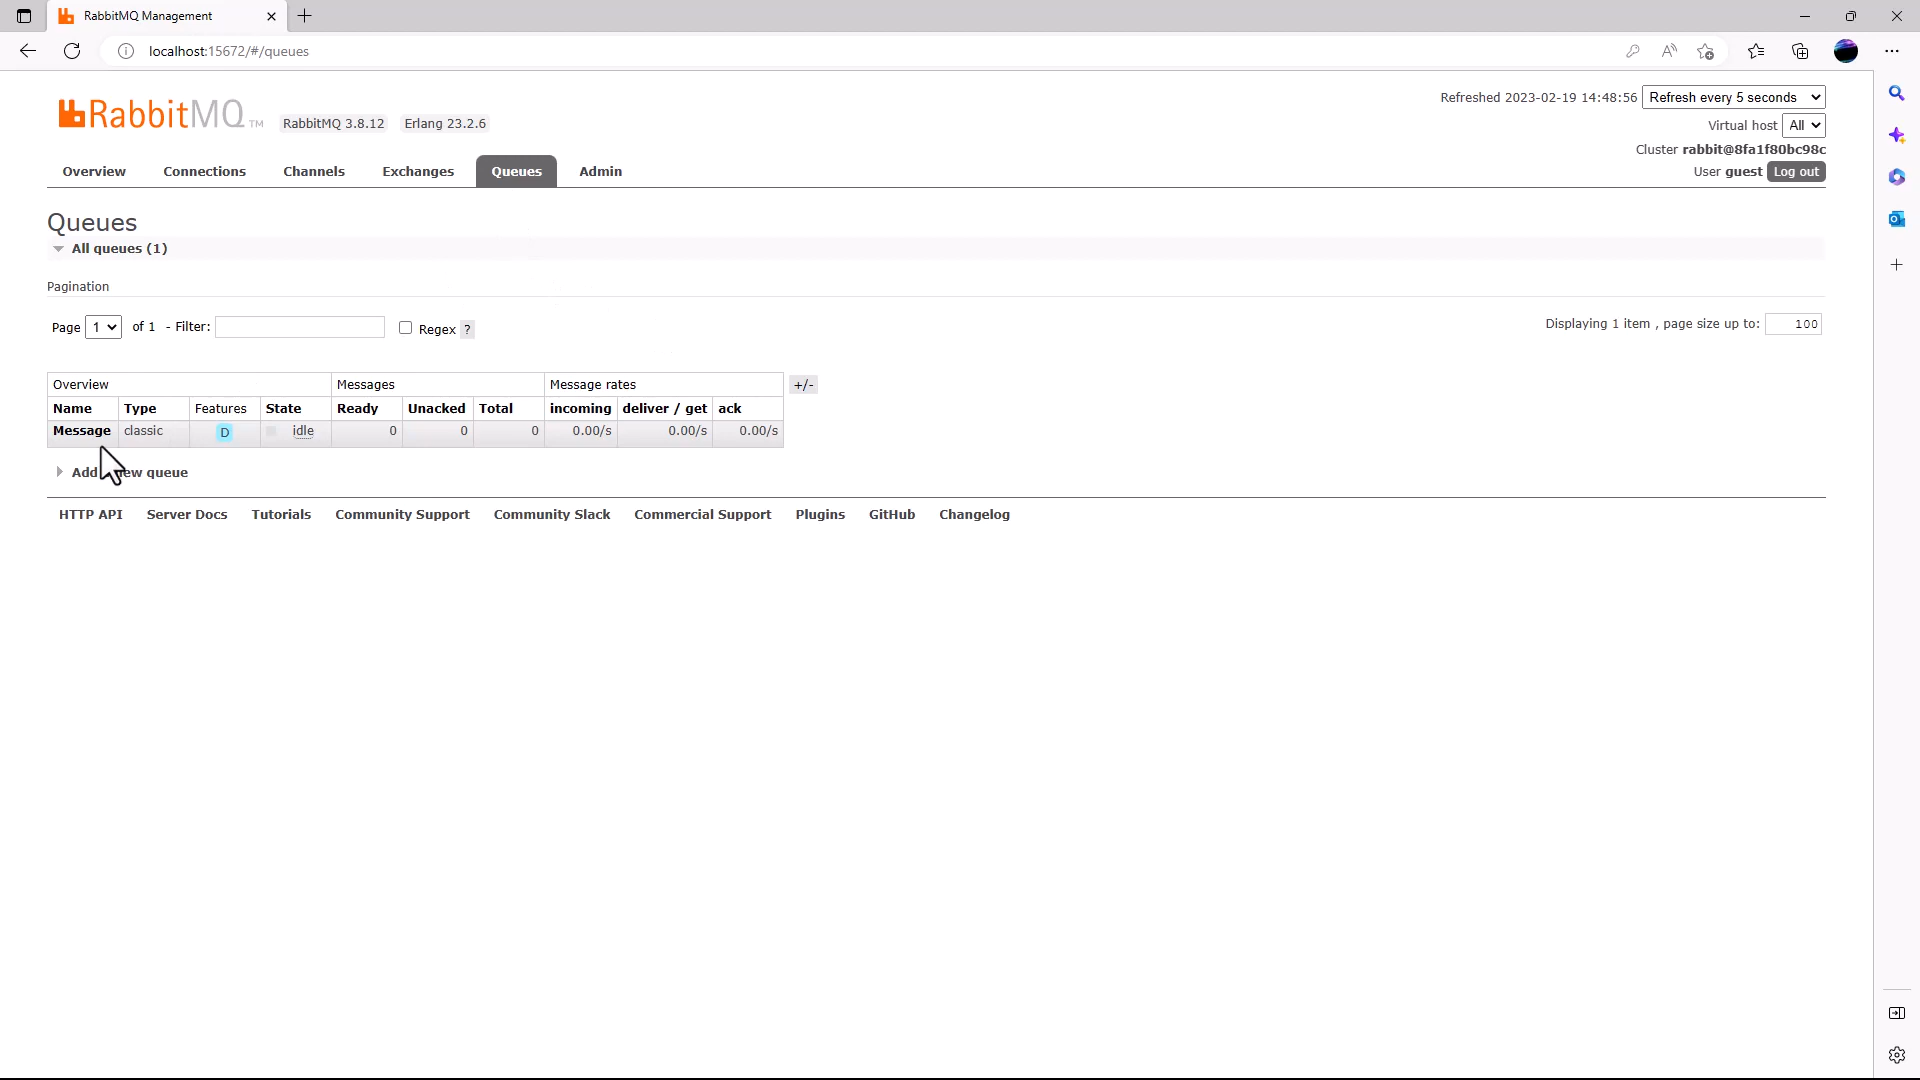 RabbitMQ Management
localhost:15672/#/queues
RabbitMQ TM RabbitMQ 3.8.12 Erlang 23.2.6
Refreshed 2023-02-19 14:48:56 Refresh every 5 seconds
Virtual host All
Cluster rabbit@8fa1f80bc98c
User guest Log out
Overview Connections Channels Exchanges Queues Admin
Queues
All queues (1)
Pagination
Page 1 of 1 - Filter: Regex ? Displaying 1 item , page size up to: 100
Overview Messages Message rates +/-
Name Type Features State Ready Unacked Total incoming deliver / get ack
Message classic D idle 0 0 0 0.00/s 0.00/s 0.00/s
Add queue
HTTP API Server Docs Tutorials Community Support Community Slack Commercial Support Plugins GitHub Changelog